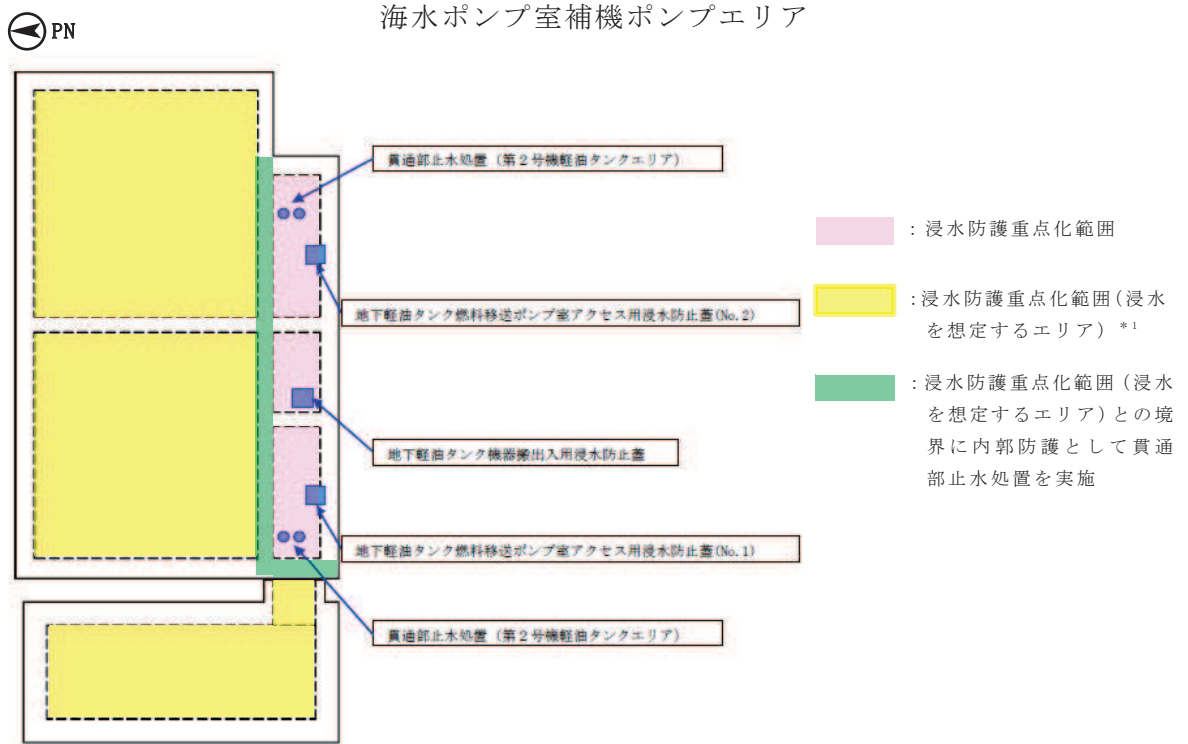 海水ポンプ室補機ポンプエリア
PN
貫通部止水処置（第２号機軽油タンクエリア）
地下軽油タンク燃料移送ポンプ室アクセス用浸水防止蓋(No.2)
地下軽油タンク機器搬出入用浸水防止蓋
地下軽油タンク燃料移送ポンプ室アクセス用浸水防止蓋(No.1)
貫通部止水処置（第２号機軽油タンクエリア）
：浸水防護重点化範囲
：浸水防護重点化範囲（浸水
を想定するエリア）*1
：浸水防護重点化範囲（浸水
を想定するエリア）との境
界に内郭防護として貫通
部止水処置を実施